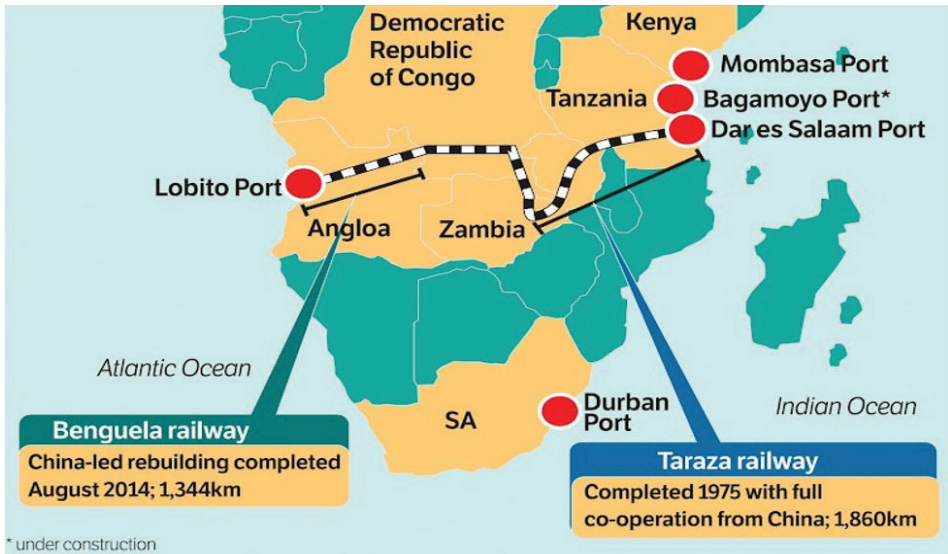 Democratic
Republic
of Congo
Kenya
Mombasa Port
Tanzania
Bagamoyo Port*
Dar es Salaam Port
Lobito Port
Angloa
Zambia
Atlantic Ocean
SA
Durban
Port
Indian Ocean
Benguela railway
China-led rebuilding completed
August 2014; 1,344km
Taraza railway
Completed 1975 with full
co-operation from China; 1,860km
* under construction